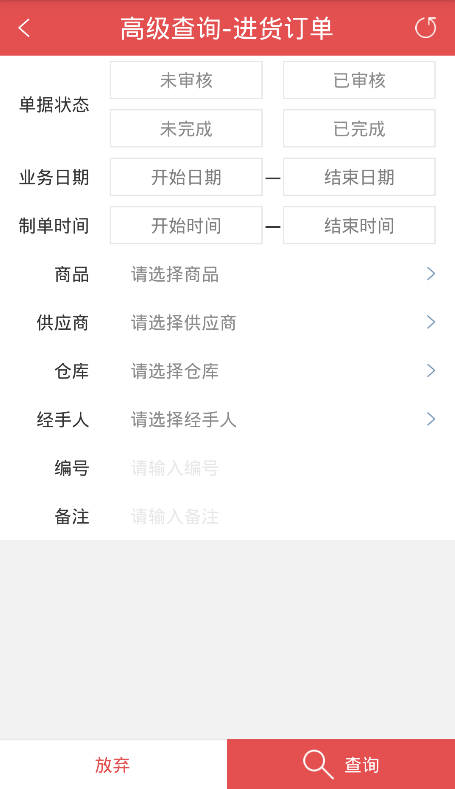 高级查询-进货订单
单据状态 未审核 已审核
未完成 已完成
业务日期 开始日期 — 结束日期
制单时间 开始时间 — 结束时间
商品 请选择商品
供应商 请选择供应商
仓库 请选择仓库
经手人 请选择经手人
编号 请输入编号
备注 请输入备注
放弃 查询